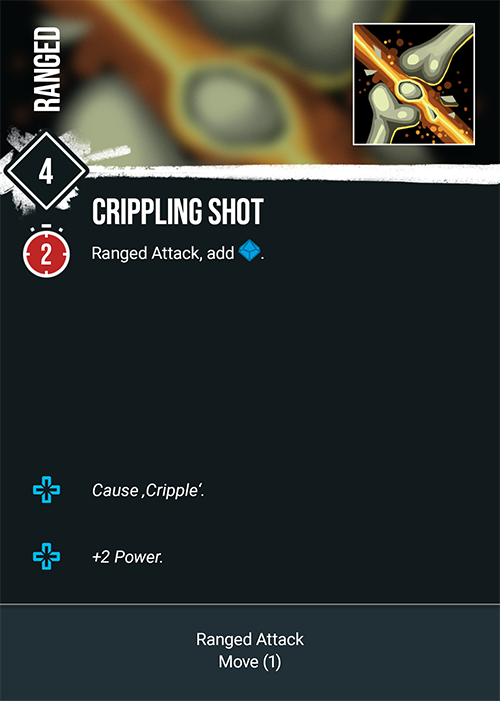 RANGED
4
CRIPPLING SHOT
2
Ranged Attack, add .
Cause ‚Cripple‘.
+2 Power.
Ranged Attack
Move (1)